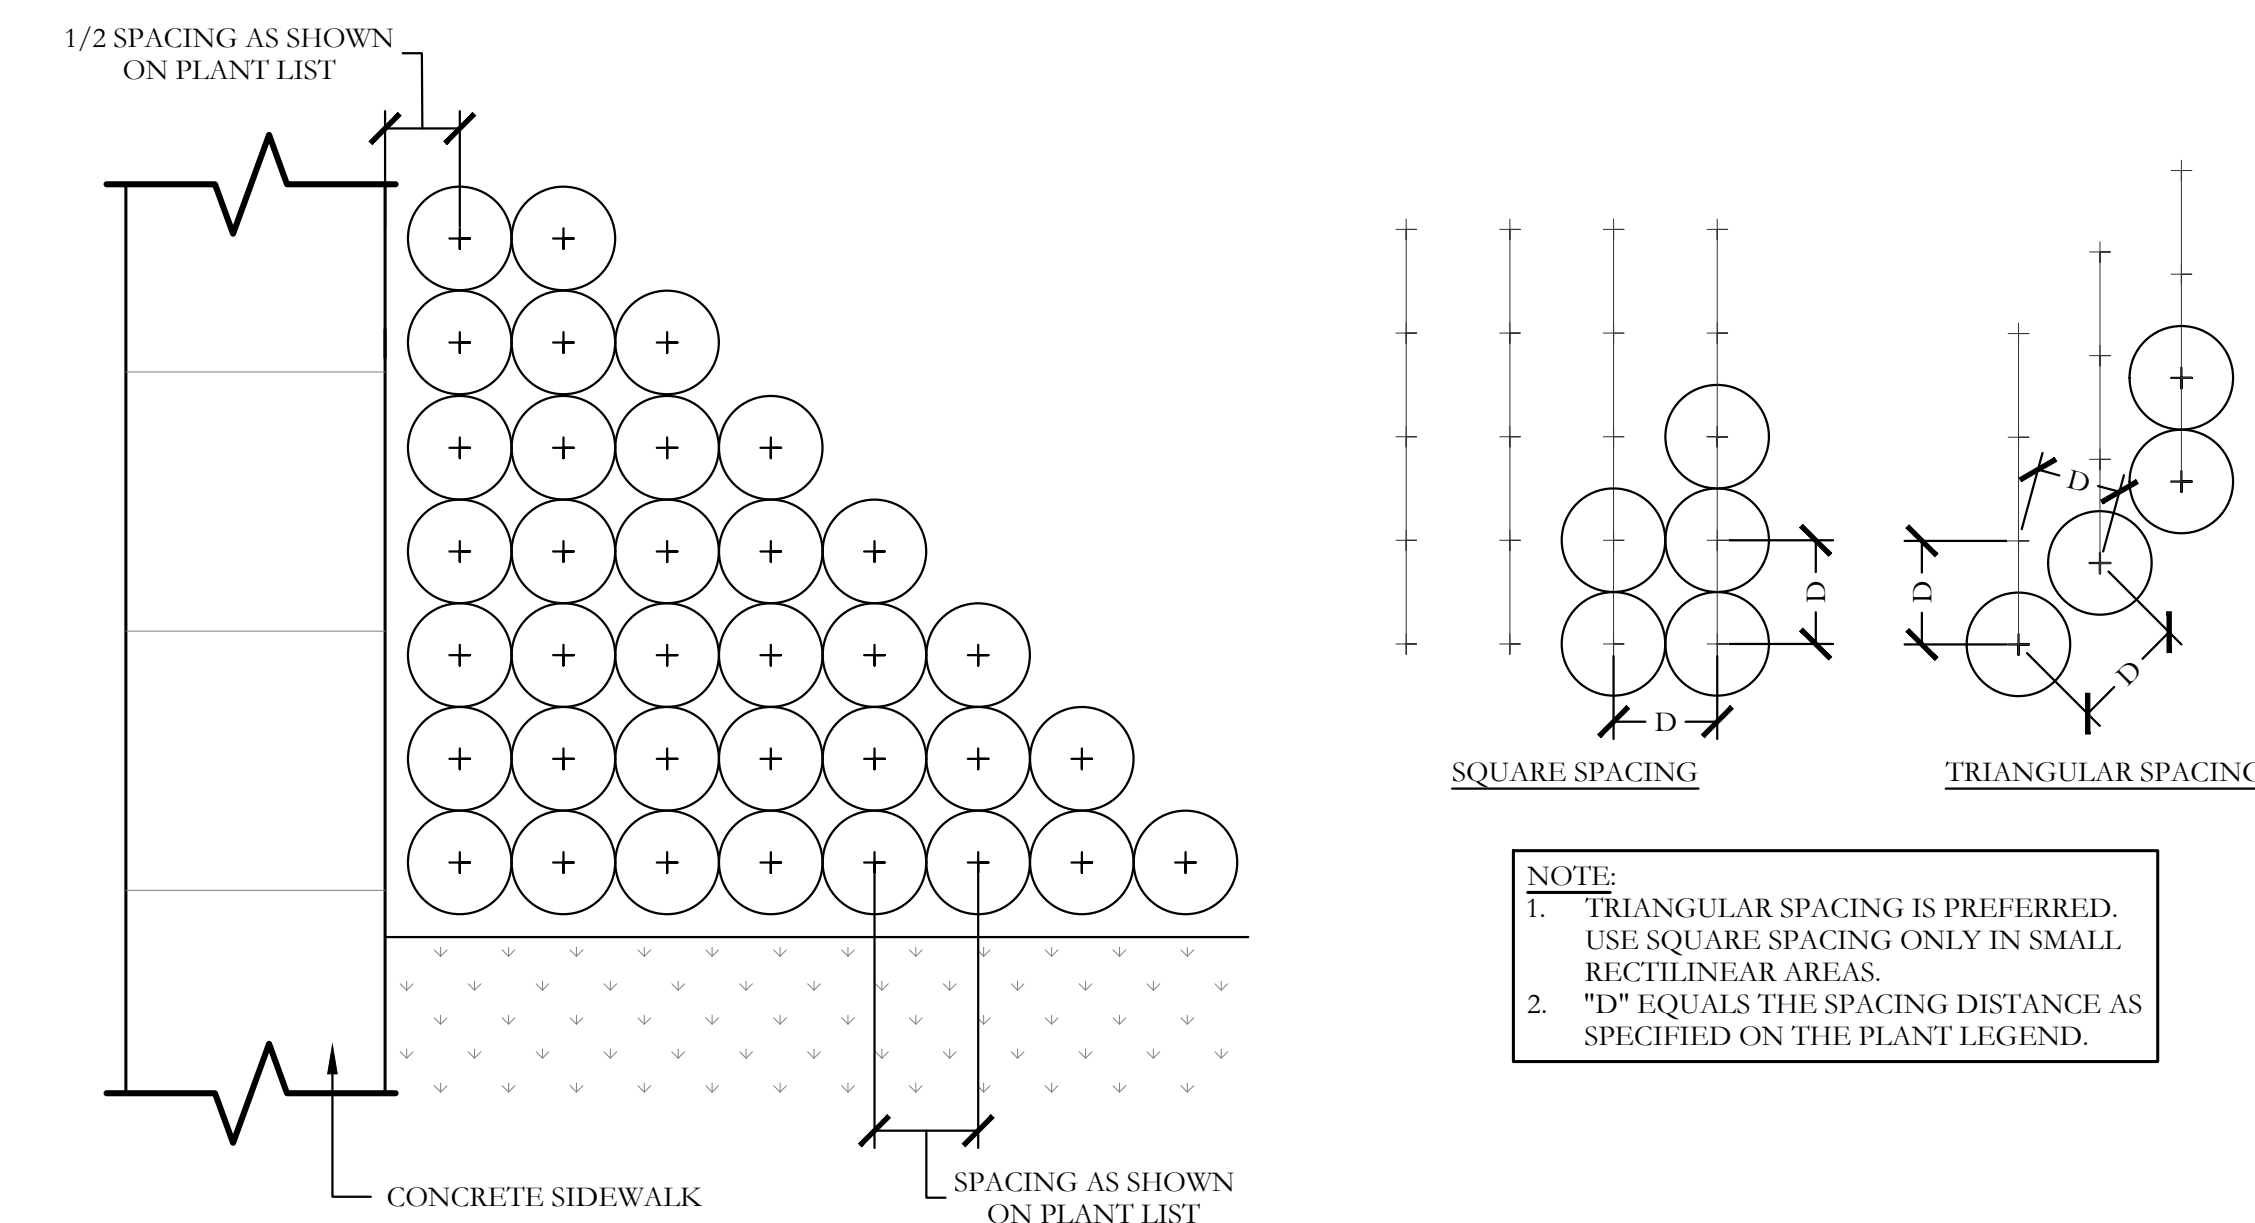 1/2 SPACING AS SHOWN
ON PLANT LIST
CONCRETE SIDEWALK
SPACING AS SHOWN
ON PLANT LIST
D
D
D
D
D
SQUARE SPACING
TRIANGULAR SPACING
NOTE:
1. TRIANGULAR SPACING IS PREFERRED.
USE SQUARE SPACING ONLY IN SMALL
RECTILINEAR AREAS.
2. "D" EQUALS THE SPACING DISTANCE AS
SPECIFIED ON THE PLANT LEGEND.